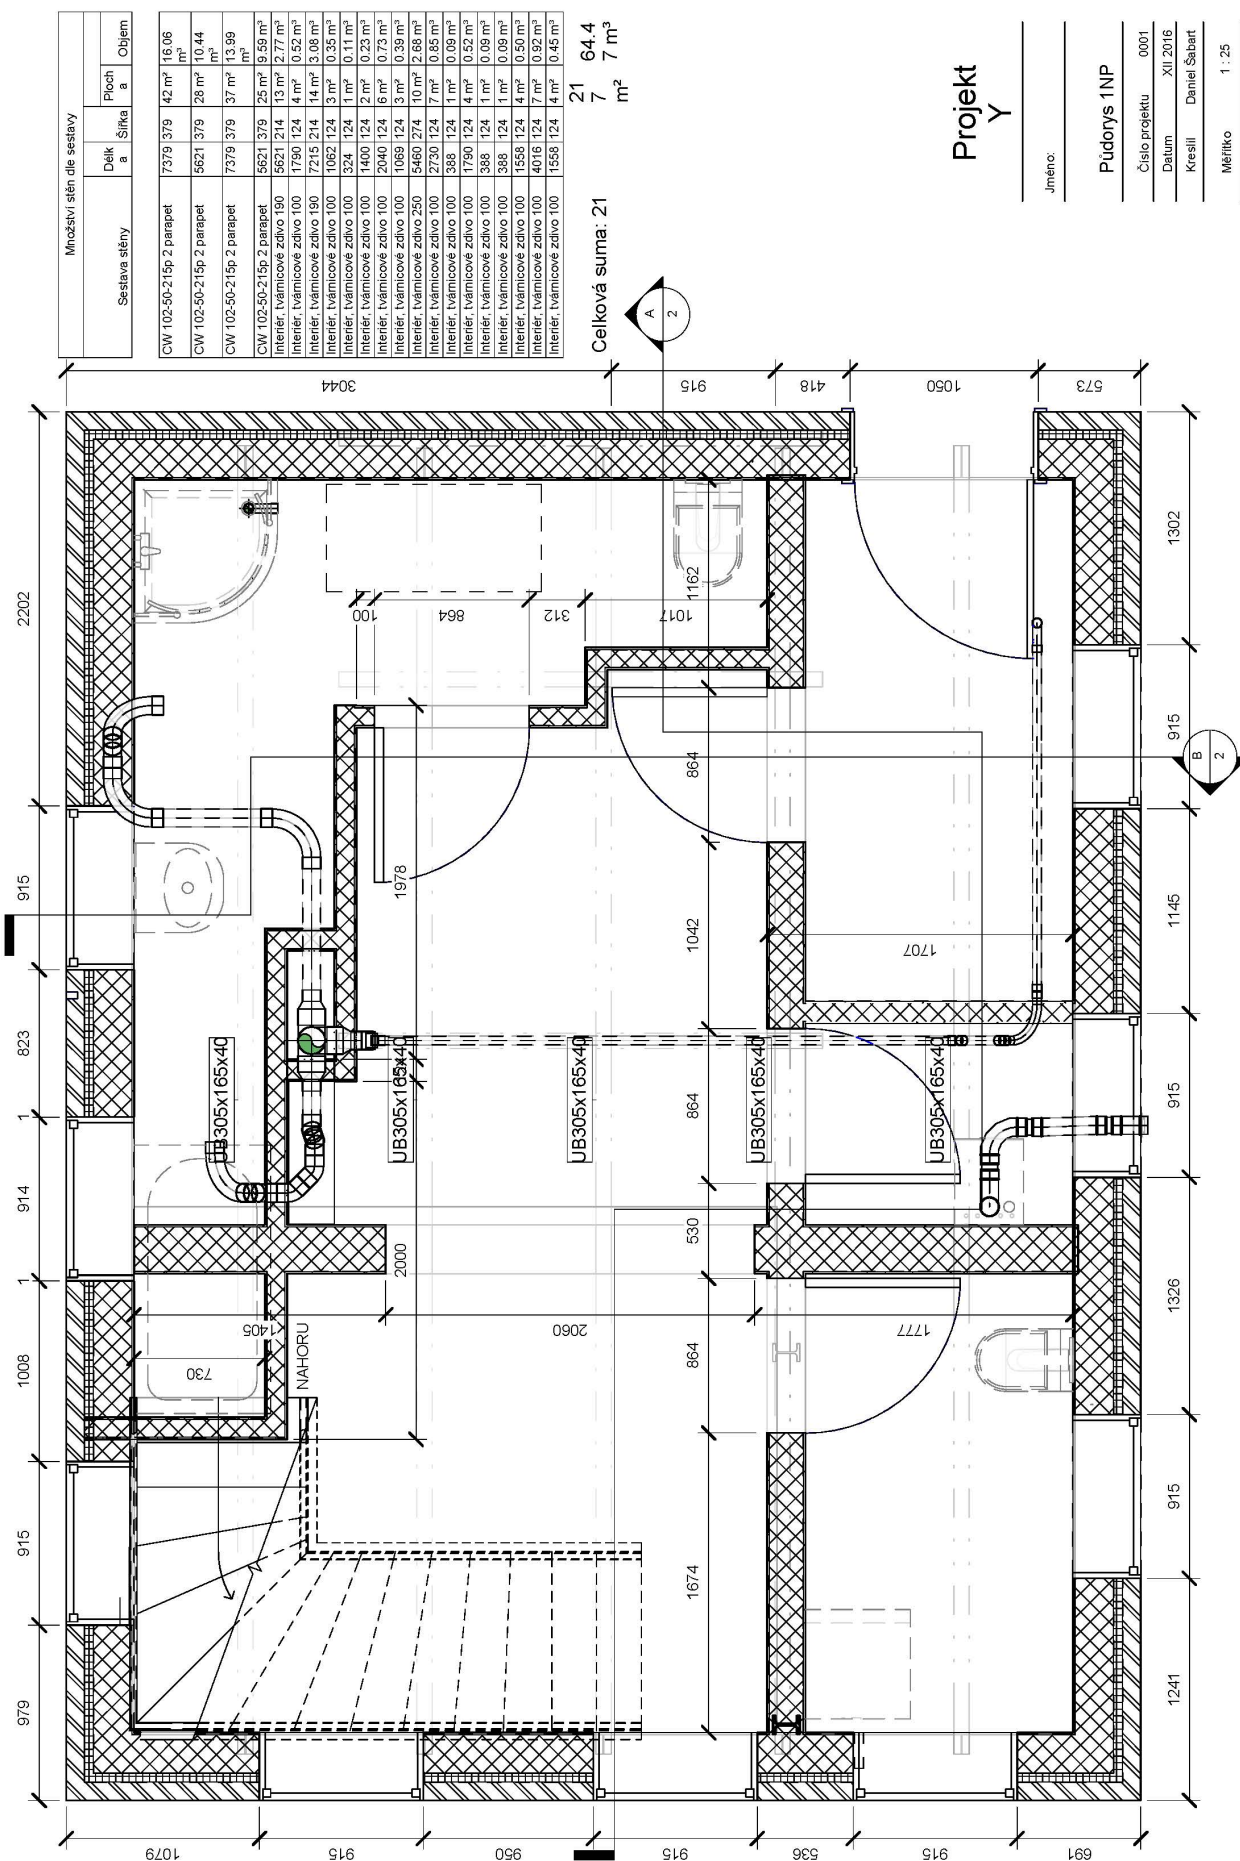 Množství stěn dle sestavy
Sestava stěny Délk a Šířka Ploch a Objem
CW 102-50-215p 2 parapet 7379 379 42 m² 16.06 m³
CW 102-50-215p 2 parapet 5621 379 28 m² 10.44 m³
CW 102-50-215p 2 parapet 7379 379 37 m² 13.99 m³
CW 102-50-215p 2 parapet 5621 379 25 m² 9.59 m³
Interiér, tvárnicové zdivo 190 5621 214 13 m² 2.77 m³
Interiér, tvárnicové zdivo 100 1790 124 4 m² 0.52 m³
Interiér, tvárnicové zdivo 190 7215 214 14 m² 3.08 m³
Interiér, tvárnicové zdivo 100 1062 124 3 m² 0.35 m³
Interiér, tvárnicové zdivo 100 324 124 1 m² 0.11 m³
Interiér, tvárnicové zdivo 100 1400 124 2 m² 0.23 m³
Interiér, tvárnicové zdivo 100 2040 124 6 m² 0.73 m³
Interiér, tvárnicové zdivo 100 1069 124 3 m² 0.39 m³
Interiér, tvárnicové zdivo 250 5460 274 10 m² 2.68 m³
Interiér, tvárnicové zdivo 100 2730 124 7 m² 0.85 m³
Interiér, tvárnicové zdivo 100 388 124 1 m² 0.09 m³
Interiér, tvárnicové zdivo 100 1790 124 4 m² 0.52 m³
Interiér, tvárnicové zdivo 100 388 124 1 m² 0.09 m³
Interiér, tvárnicové zdivo 100 388 124 1 m² 0.09 m³
Interiér, tvárnicové zdivo 100 1558 124 4 m² 0.50 m³
Interiér, tvárnicové zdivo 100 4016 124 7 m² 0.92 m³
Interiér, tvárnicové zdivo 100 1558 124 4 m² 0.45 m³
Celková suma: 21
21
7
m²
64.4
7 m³
Projekt
Y
Jméno:
Půdorys 1NP
Číslo projektu 0001
Datum XII 2016
Kreslil Daniel Šabart
Měřítko 1 : 25
A
2
B
2
979
915
1008
1
914
1
823
915
2202
3044
915
418
1050
573
1079
915
950
915
536
915
691
1241
915
1326
915
1145
915
1302
100
864
312
1017
1162
864
1042
864
530
864
1674
1978
2000
1707
1405
2060
1777
730
NAHORU
UB305x165x40
UB305x165x40
UB305x165x40
UB305x165x40
UB305x165x40